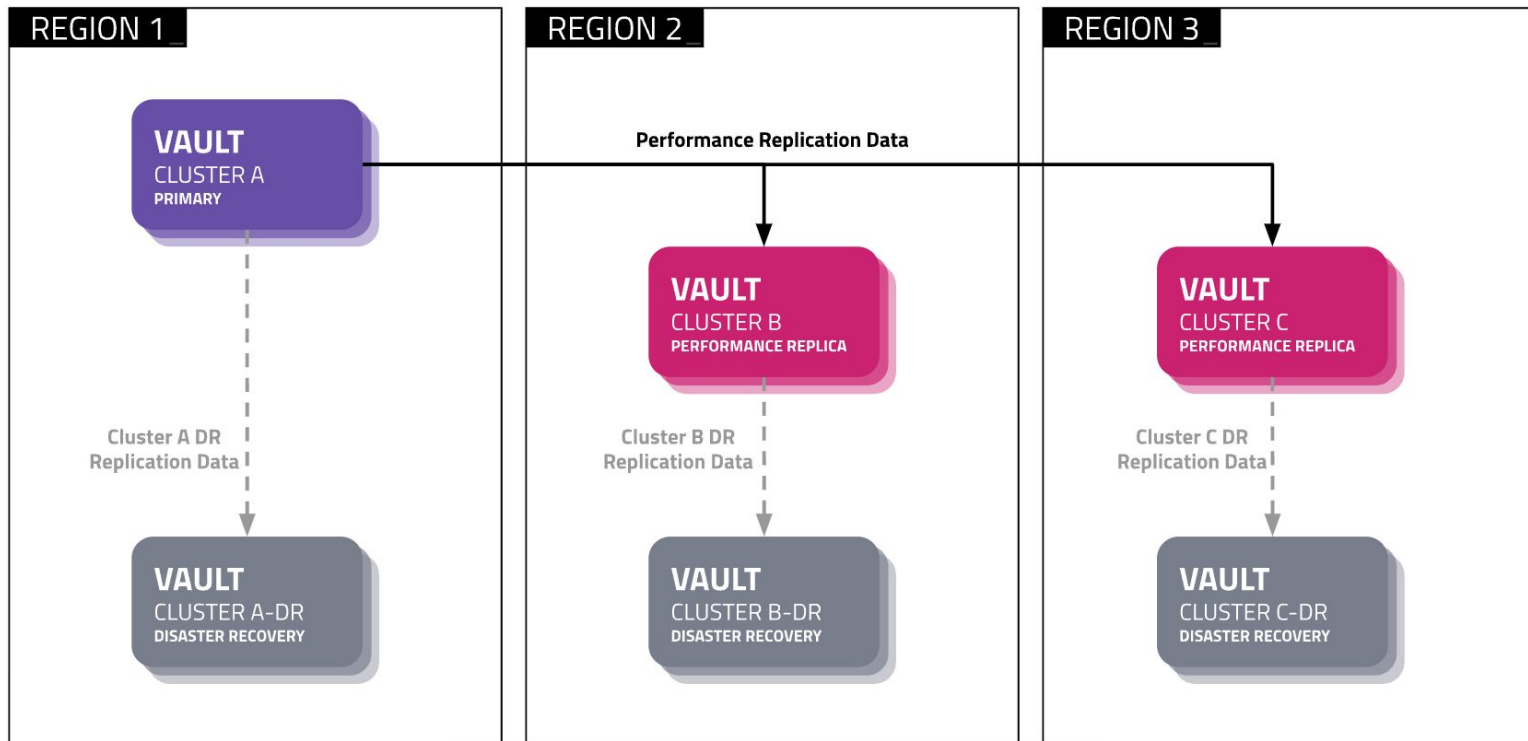 REGION 1_
REGION 2_
REGION 3_
VAULT
CLUSTER A
PRIMARY
Performance Replication Data
VAULT
CLUSTER B
PERFORMANCE REPLICA
VAULT
CLUSTER C
PERFORMANCE REPLICA
Cluster A DR
Replication Data
Cluster B DR
Replication Data
Cluster C DR
Replication Data
VAULT
CLUSTER A-DR
DISASTER RECOVERY
VAULT
CLUSTER B-DR
DISASTER RECOVERY
VAULT
CLUSTER C-DR
DISASTER RECOVERY